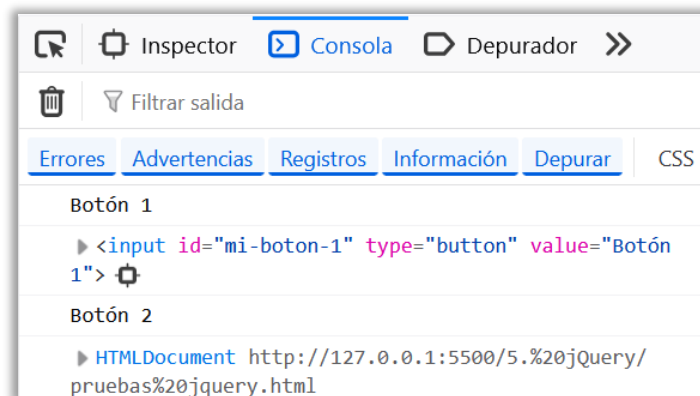 Inspector Consola Depurador
Filtrar salida
Errores Advertencias Registros Información Depurar CSS
Botón 1
<input id="mi-boton-1" type="button" value="Botón
1">
Botón 2
HTMLDocument http://127.0.0.1:5500/5.%20jQuery/
pruebas%20jquery.html